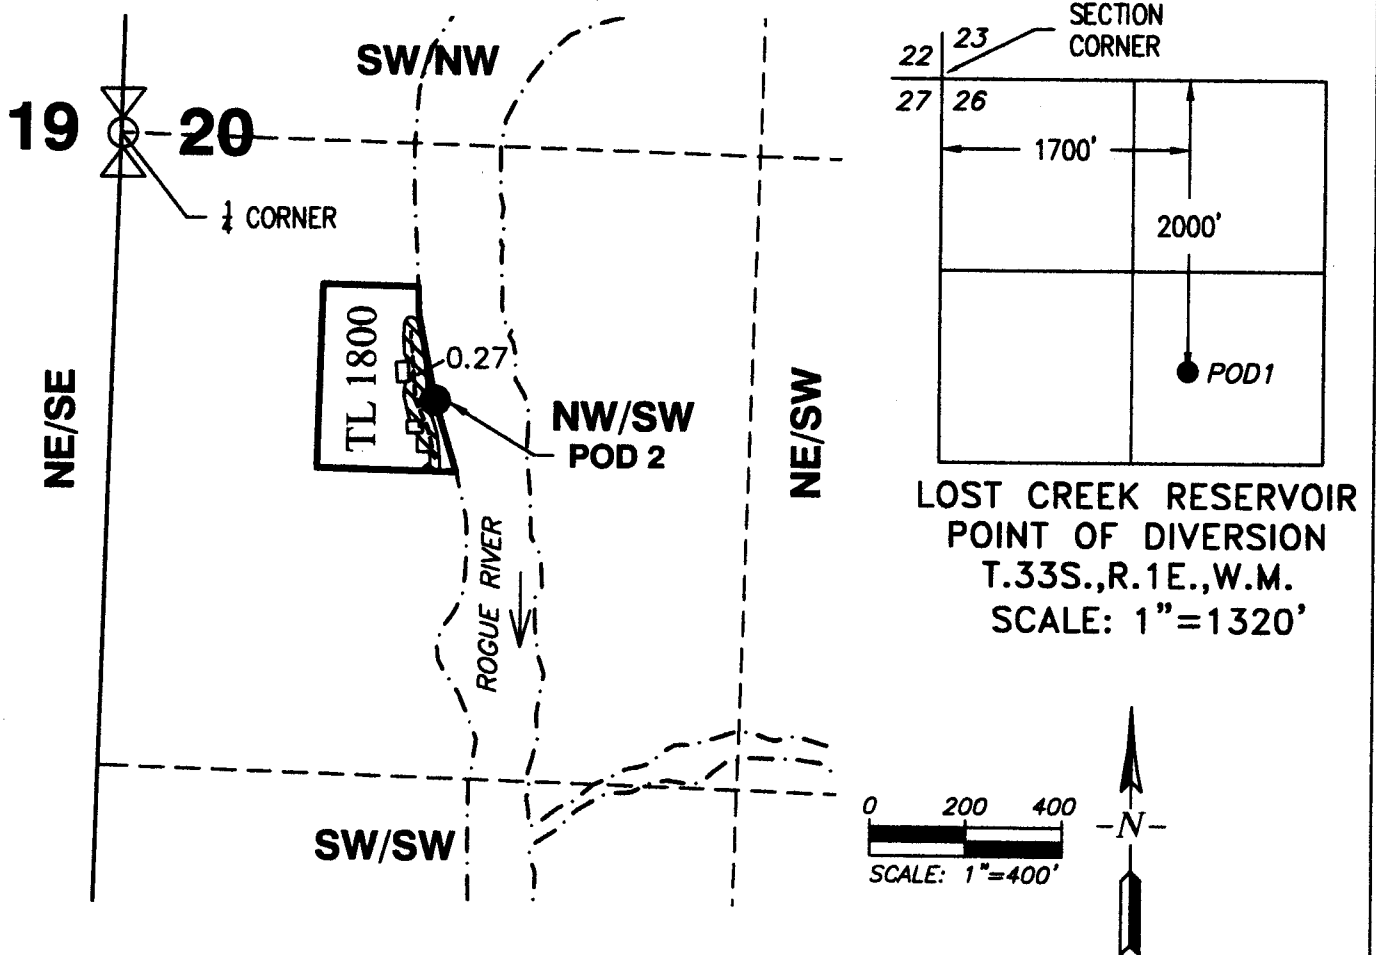 SW/NW
19
20
1/4 CORNER
TL 1800
0.27
NE/SE
NW/SW
POD 2
NE/SW
ROGUE RIVER
SW/SW
SECTION
CORNER
22
23
27
26
1700'
2000'
POD1
LOST CREEK RESERVOIR
POINT OF DIVERSION
T.33S.,R.1E.,W.M.
SCALE: 1"=1320'
0 200 400
SCALE: 1"=400'
-N-